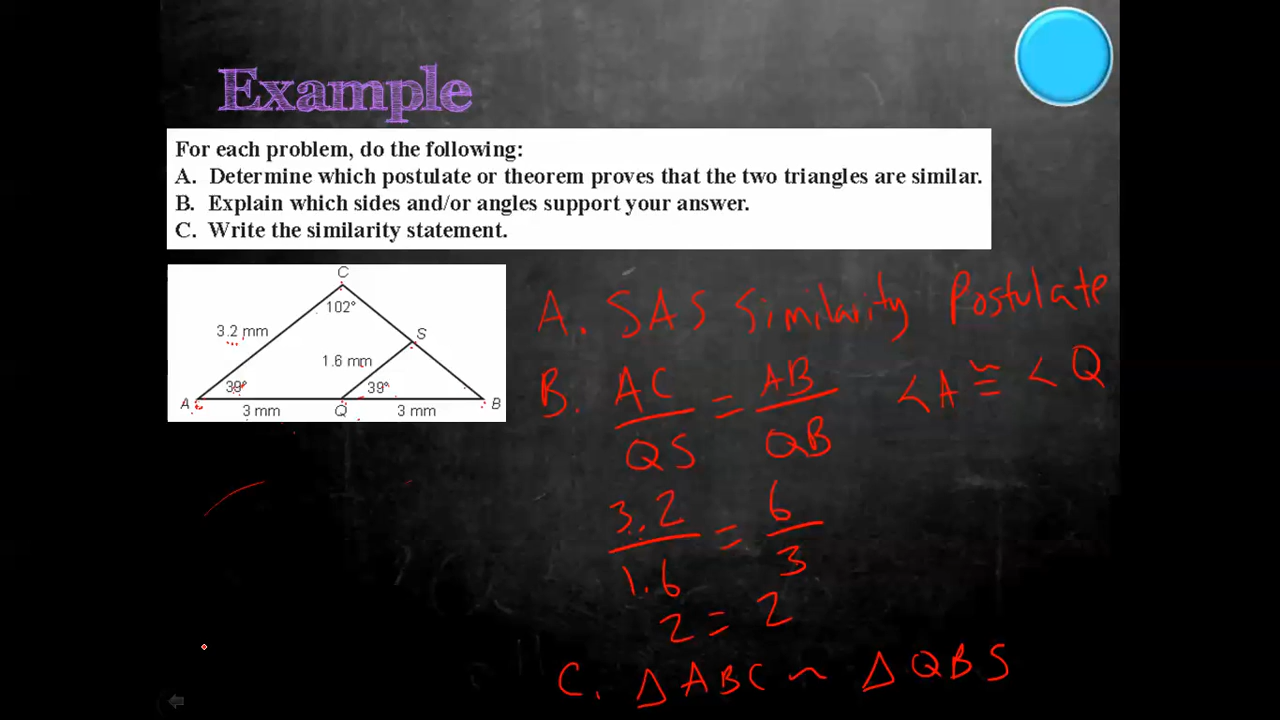 Example
For each problem, do the following:
A. Determine which postulate or theorem proves that the two triangles are similar.
B. Explain which sides and/or angles support your answer.
C. Write the similarity statement.
C
102°
3.2 mm
S
1.6 mm
39°
39°
A
3 mm
Q
3 mm
B
A. SAS Similarity Postulate
B. AC/QS = AB/QB <A ≅ <Q
3.2/1.6 = 6/3
2 = 2
C. △ABC ~ △QBS